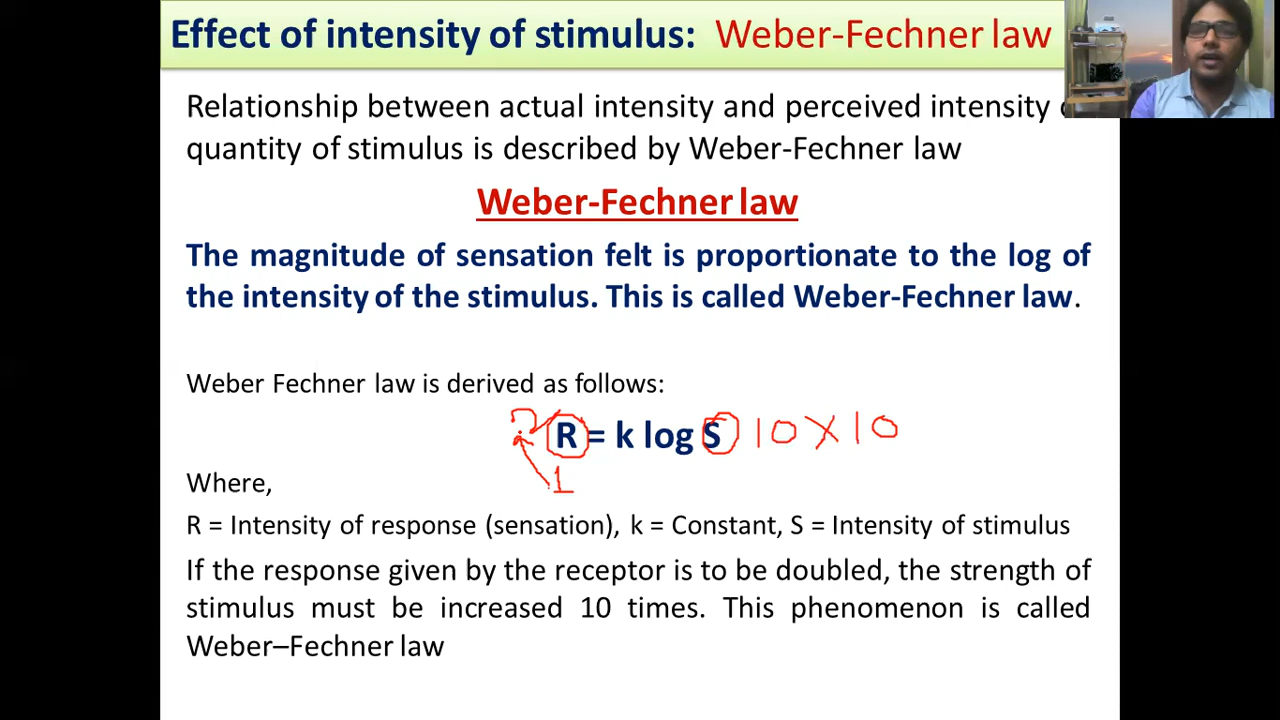 Effect of intensity of stimulus: Weber-Fechner law
Relationship between actual intensity and perceived intensity
quantity of stimulus is described by Weber-Fechner law
Weber-Fechner law
The magnitude of sensation felt is proportionate to the log of
the intensity of the stimulus. This is called Weber-Fechner law.
Weber Fechner law is derived as follows:
? R = k log S 10 X 10
1
Where,
R = Intensity of response (sensation), k = Constant, S = Intensity of stimulus
If the response given by the receptor is to be doubled, the strength of
stimulus must be increased 10 times. This phenomenon is called
Weber–Fechner law